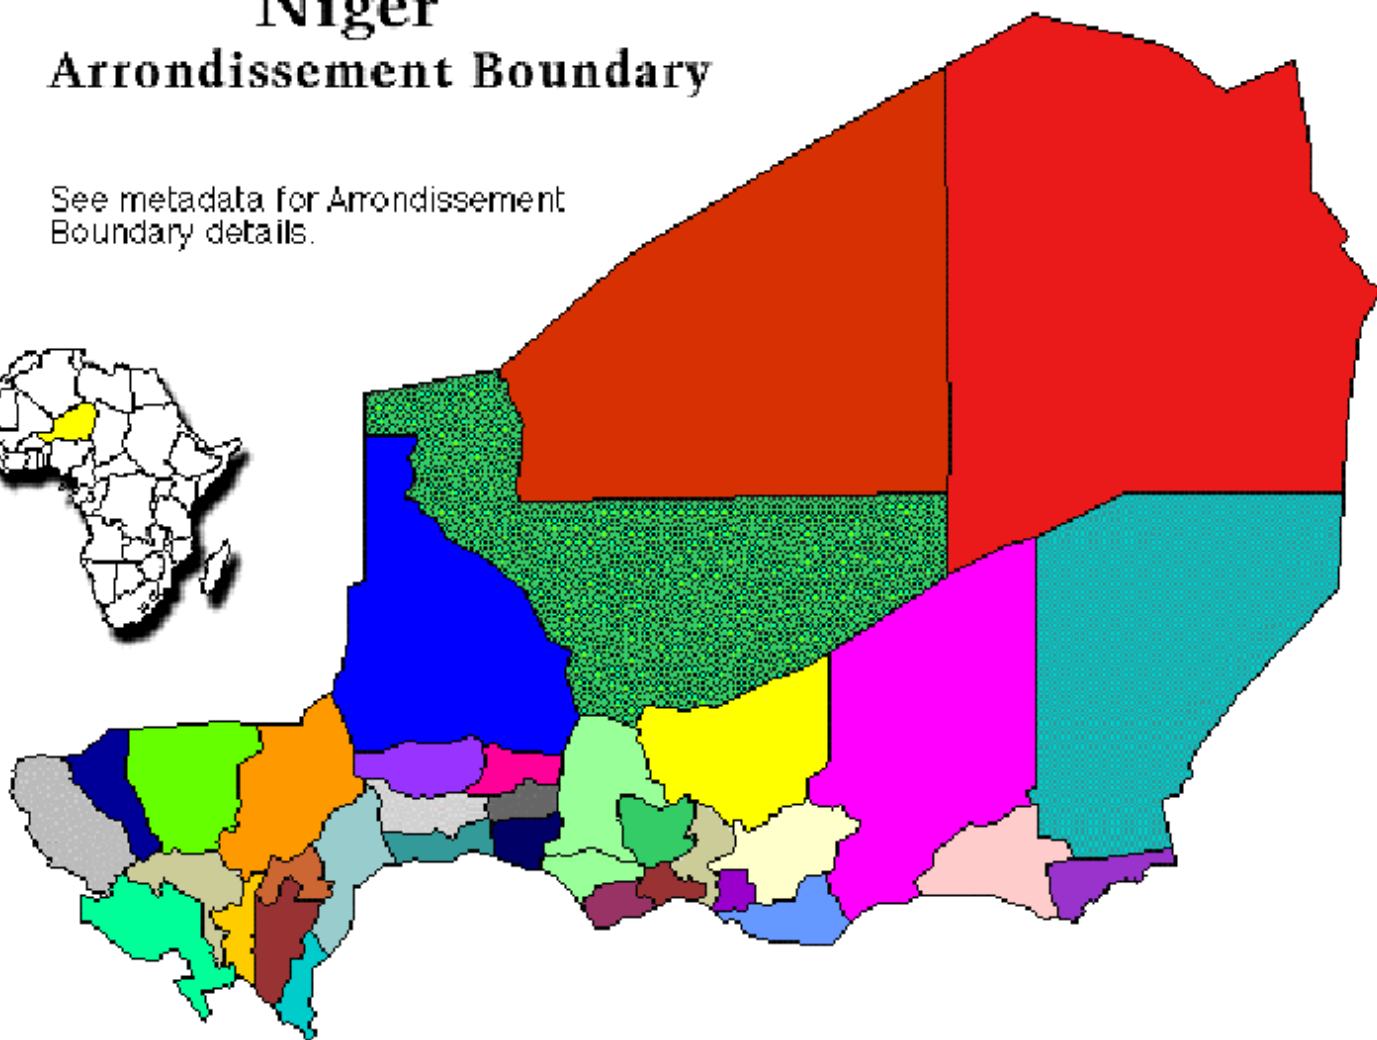 Niger
Arrondissement Boundary
See metadata for Arrondissement
Boundary details.